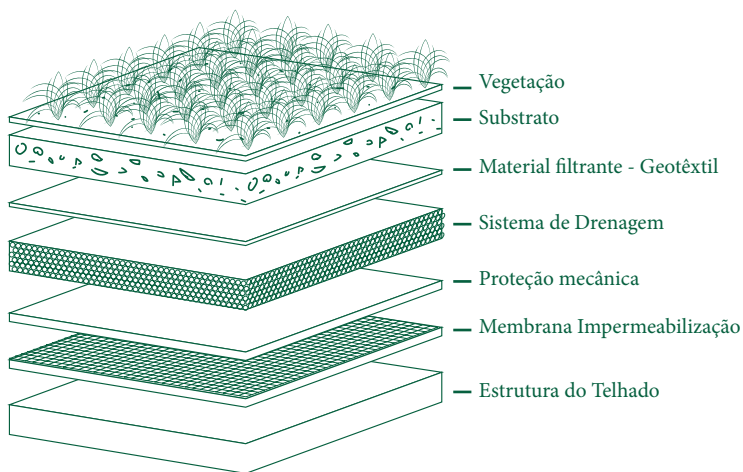 Vegetação
Substrato
Material filtrante - Geotêxtil
Sistema de Drenagem
Proteção mecânica
Membrana Impermeabilização
Estrutura do Telhado